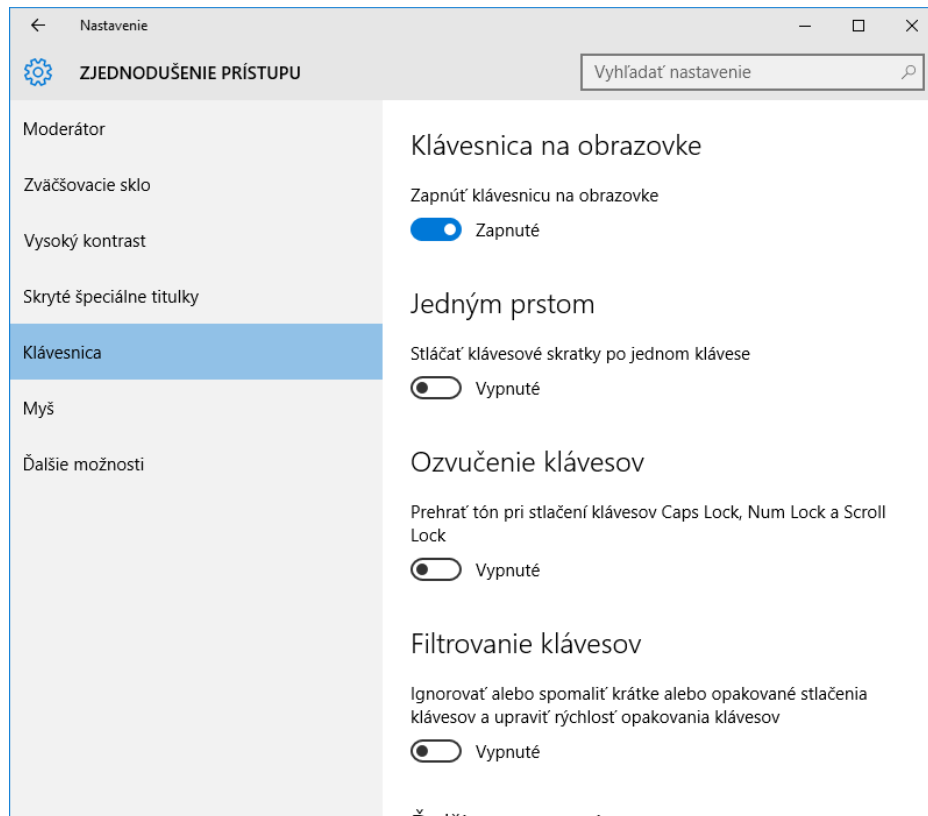 Nastavenie
ZJEDNODUŠENIE PRÍSTUPU
Vyhľadať nastavenie
Moderátor
Zväčšovacie sklo
Vysoký kontrast
Skryté špeciálne titulky
Klávesnica
Myš
Ďalšie možnosti
Klávesnica na obrazovke
Zapnúť klávesnicu na obrazovke
Zapnuté
Jedným prstom
Stláčať klávesové skratky po jednom klávese
Vypnuté
Ozvučenie klávesov
Prehrať tón pri stlačení klávesov Caps Lock, Num Lock a Scroll
Lock
Vypnuté
Filtrovanie klávesov
Ignorovať alebo spomaliť krátke alebo opakované stlačenia
klávesov a upraviť rýchlosť opakovania klávesov
Vypnuté